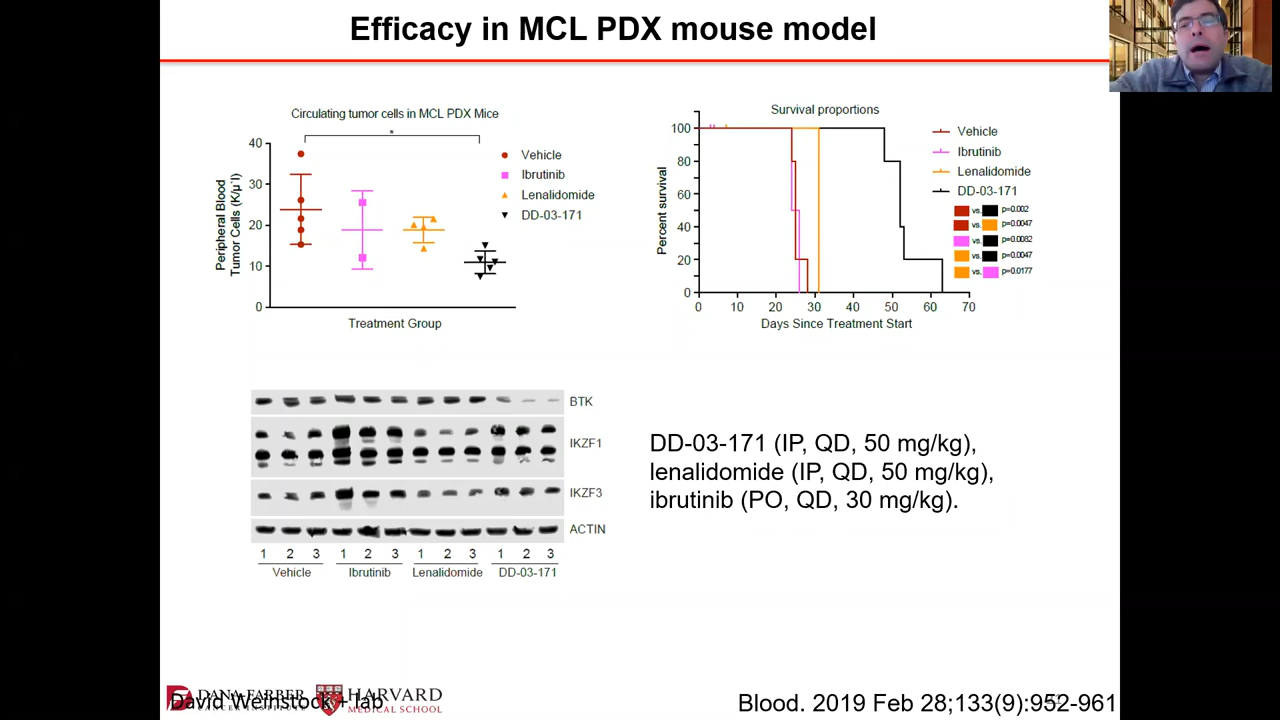 Efficacy in MCL PDX mouse model
Circulating tumor cells in MCL PDX Mice
*
40
30
20
10
0
Peripheral Blood
Tumor Cells (K/µl)
Treatment Group
Vehicle
Ibrutinib
Lenalidomide
DD-03-171
Survival proportions
100
80
60
40
20
0
Percent survival
0 10 20 30 40 50 60 70
Days Since Treatment Start
Vehicle
Ibrutinib
Lenalidomide
DD-03-171
vs. p=0.002
vs. p=0.0047
vs. p=0.0082
vs. p=0.0047
vs. p=0.0177
BTK
IKZF1
IKZF3
ACTIN
1 2 3 1 2 3 1 2 3 1 2 3
Vehicle Ibrutinib Lenalidomide DD-03-171
DD-03-171 (IP, QD, 50 mg/kg),
lenalidomide (IP, QD, 50 mg/kg),
ibrutinib (PO, QD, 30 mg/kg).
DANA-FARBER
CANCER INSTITUTE
HARVARD
MEDICAL SCHOOL
David Weinstock + lab
Blood. 2019 Feb 28;133(9):952-961